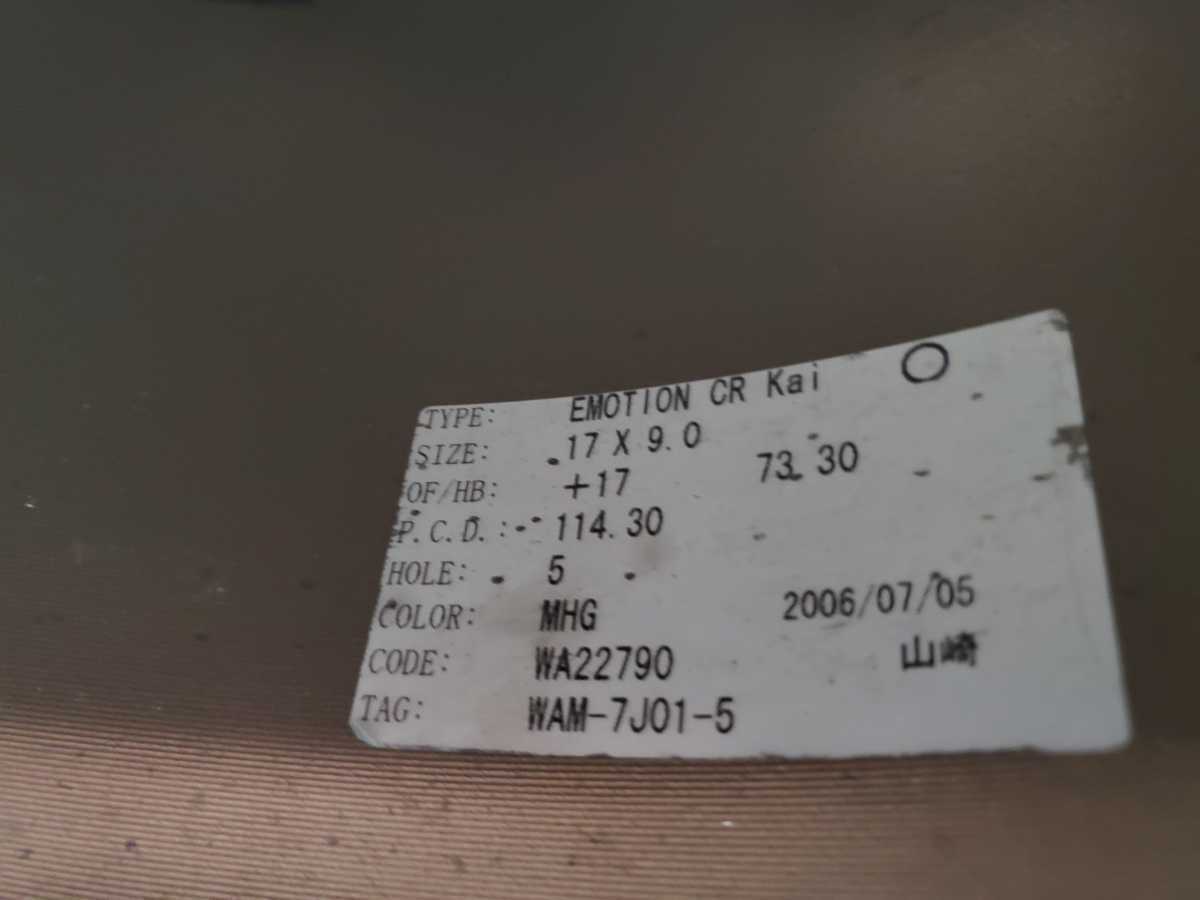 TYPE: EMOTION CR Kai ○
SIZE: 17 X 9.0
OF/HB: +17 73.30
P.C.D.: 114.30
HOLE: 5
COLOR: MHG 2006/07/05
CODE: WA22790 山崎
TAG: WAM-7J01-5